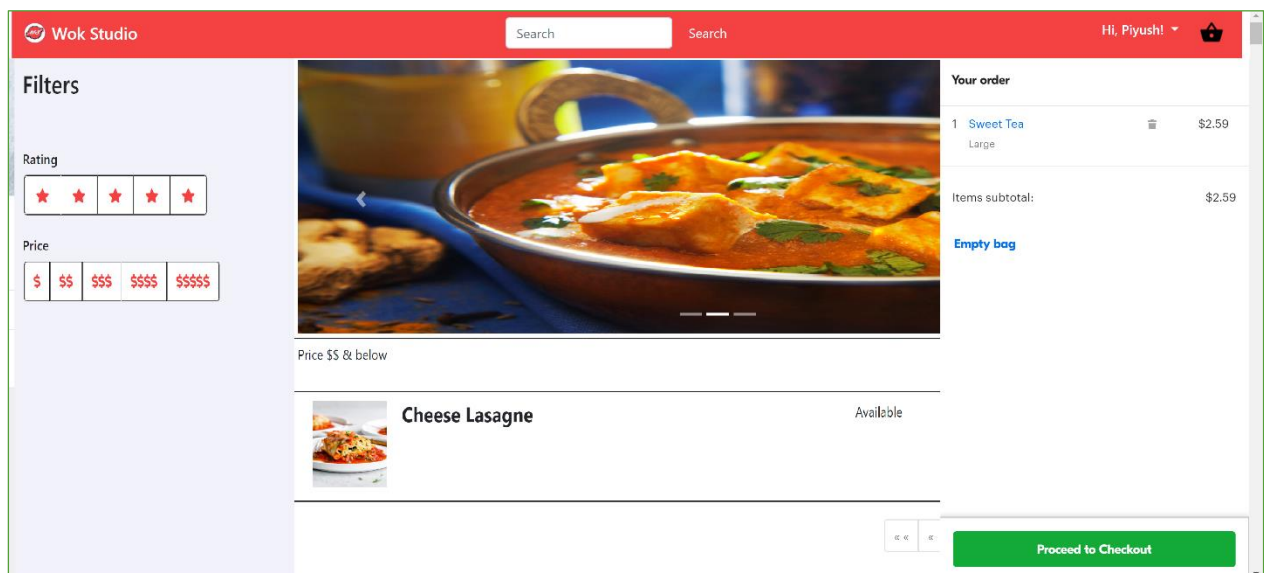 Wok Studio
Search
Search
Hi, Piyush!
Filters
Rating
Price
$
$$
$$$
$$$$
$$$$$
Price $$ & below
Cheese Lasagne
Available
« «
«
Your order
1 Sweet Tea $2.59
Large
Items subtotal: $2.59
Empty bag
Proceed to Checkout